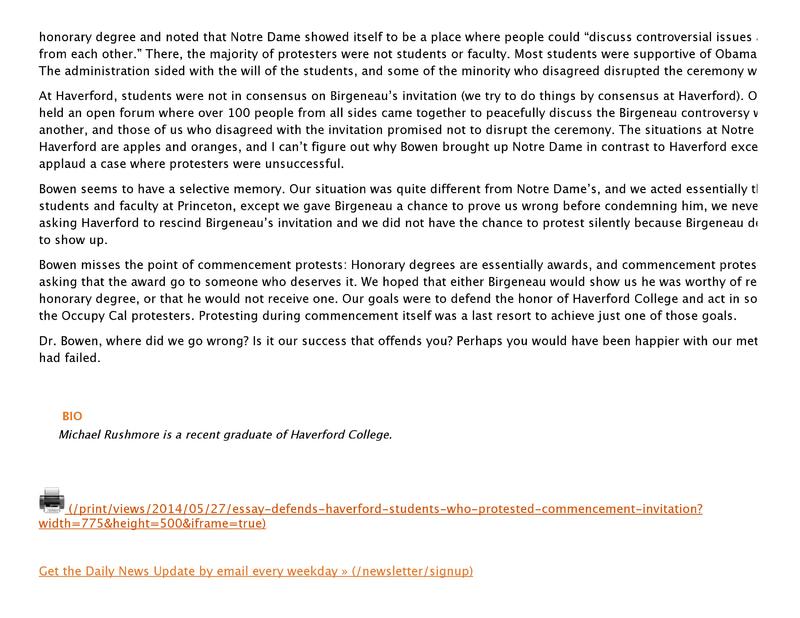 honorary degree and noted that Notre Dame showed itself to be a place where people could “discuss controversial issues
from each other.” There, the majority of protesters were not students or faculty. Most students were supportive of Obama
The administration sided with the will of the students, and some of the minority who disagreed disrupted the ceremony w
At Haverford, students were not in consensus on Birgeneau’s invitation (we try to do things by consensus at Haverford). O
held an open forum where over 100 people from all sides came together to peacefully discuss the Birgeneau controversy
another, and those of us who disagreed with the invitation promised not to disrupt the ceremony. The situations at Notre
Haverford are apples and oranges, and I can’t figure out why Bowen brought up Notre Dame in contrast to Haverford exce
applaud a case where protesters were unsuccessful.
Bowen seems to have a selective memory. Our situation was quite different from Notre Dame’s, and we acted essentially
students and faculty at Princeton, except we gave Birgeneau a chance to prove us wrong before condemning him, we neve
asking Haverford to rescind Birgeneau’s invitation and we did not have the chance to protest silently because Birgeneau
to show up.
Bowen misses the point of commencement protests: Honorary degrees are essentially awards, and commencement protes
asking that the award go to someone who deserves it. We hoped that either Birgeneau would show us he was worthy of re
honorary degree, or that he would not receive one. Our goals were to defend the honor of Haverford College and act in so
the Occupy Cal protesters. Protesting during commencement itself was a last resort to achieve just one of those goals.
Dr. Bowen, where did we go wrong? Is it our success that offends you? Perhaps you would have been happier with our met
had failed.
BIO
Michael Rushmore is a recent graduate of Haverford College.
(/print/views/2014/05/27/essay-defends-haverford-students-who-protested-commencement-invitation?
width=775&height=500&iframe=true)
Get the Daily News Update by email every weekday » (/newsletter/signup)